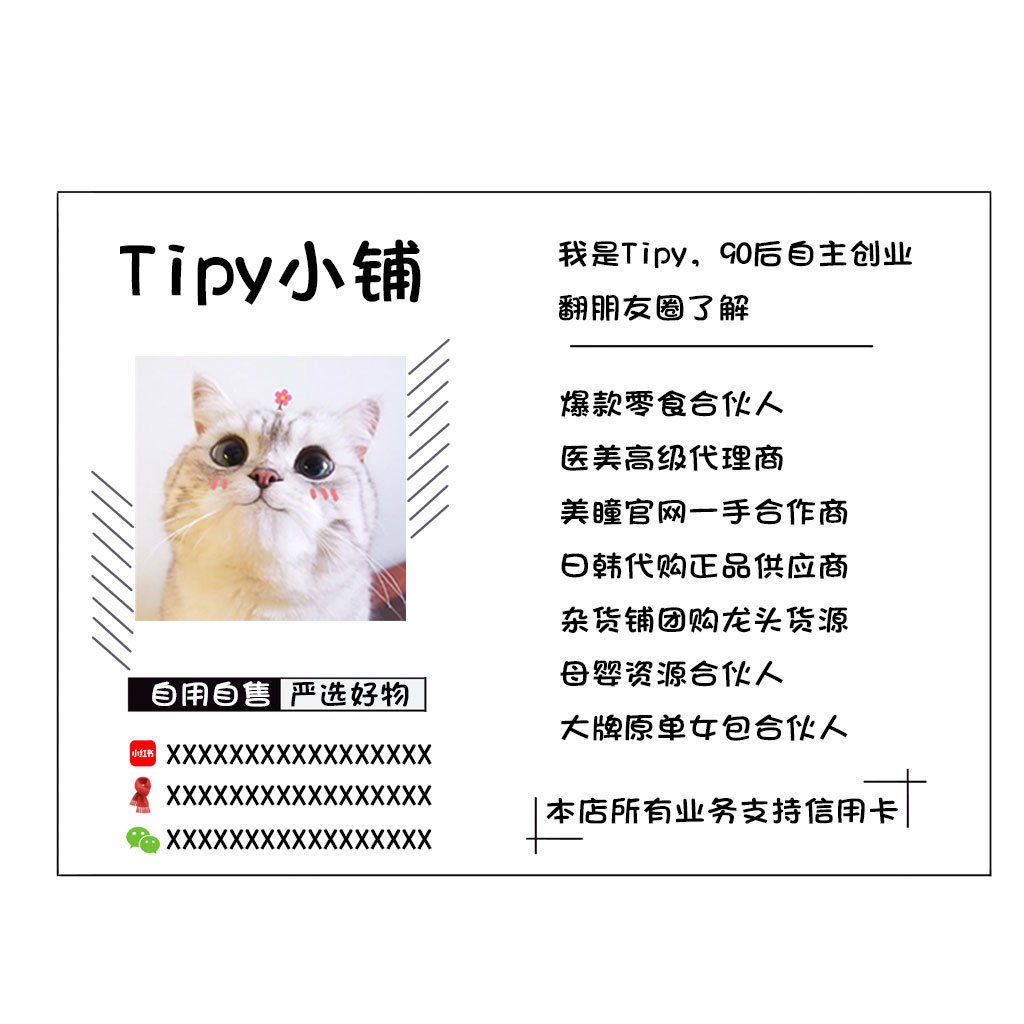 Tipy小铺
自用自售 严选好物
小红书 XXXXXXXXXXXXXXXXX
XXXXXXXXXXXXXXXXX
XXXXXXXXXXXXXXXXX
我是Tipy，90后自主创业
翻朋友圈了解
爆款零食合伙人
医美高级代理商
美瞳官网一手合作商
日韩代购正品供应商
杂货铺团购龙头货源
母婴资源合伙人
大牌原单女包合伙人
本店所有业务支持信用卡